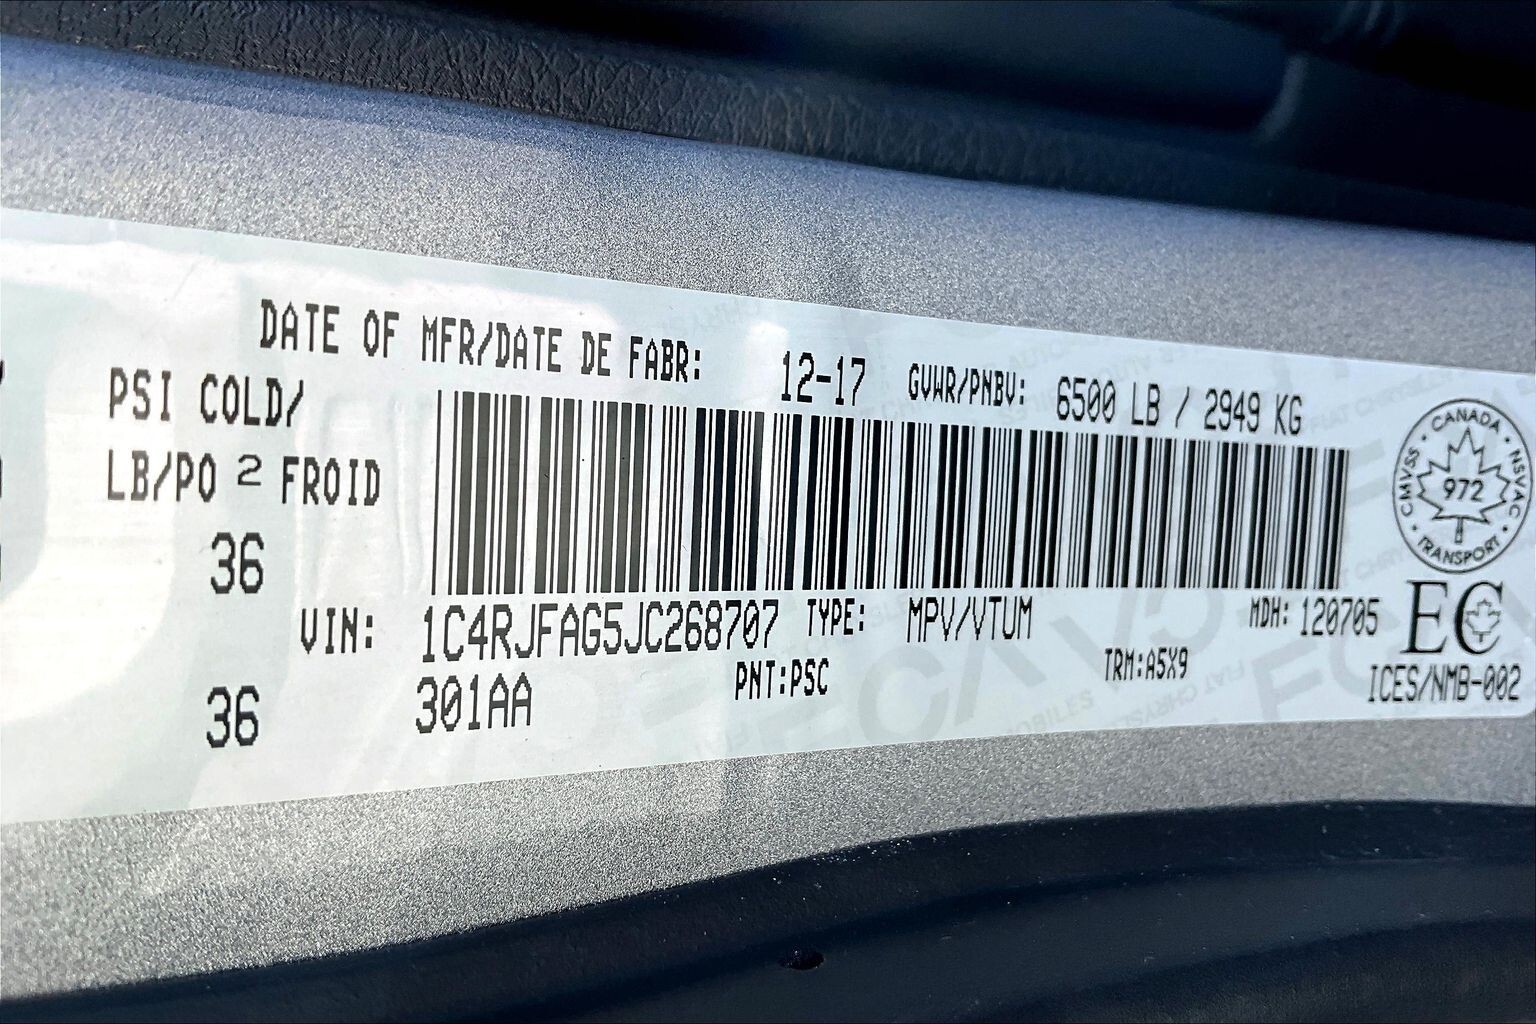 DATE OF MFR/DATE DE FABR: 12-17 GVWR/PNBV: 6500 LB / 2949 KG
PSI COLD/
LB/PO 2 FROID
36
36
VIN: 1C4RJFAG5JC268707 TYPE: MPV/VTUM MDH: 120705
301AA PNT:PSC TRM:A5X9
CANADA
CMVSS 972 NSVAC
TRANSPORT
EC
ICES/NMB-002